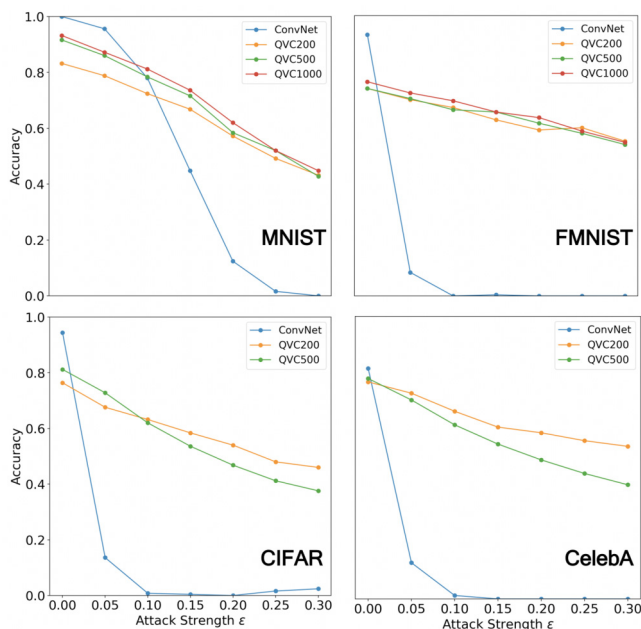 1.0
0.8
0.6
0.4
0.2
0.0
Accuracy
ConvNet
QVC200
QVC500
QVC1000
MNIST
ConvNet
QVC200
QVC500
QVC1000
FMNIST
1.0
0.8
0.6
0.4
0.2
0.0
Accuracy
ConvNet
QVC200
QVC500
CIFAR
0.00 0.05 0.10 0.15 0.20 0.25 0.30
Attack Strength ε
ConvNet
QVC200
QVC500
CelebA
0.00 0.05 0.10 0.15 0.20 0.25 0.30
Attack Strength ε